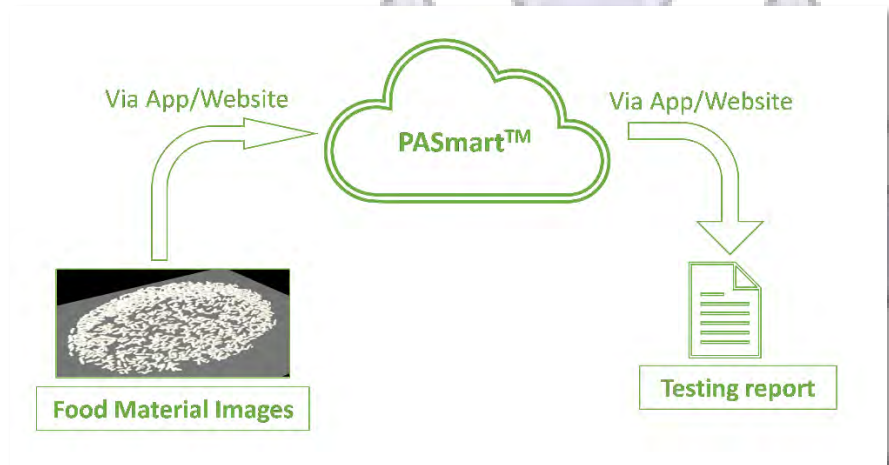 Via App/Website
PASmart™
Via App/Website
Food Material Images
Testing report